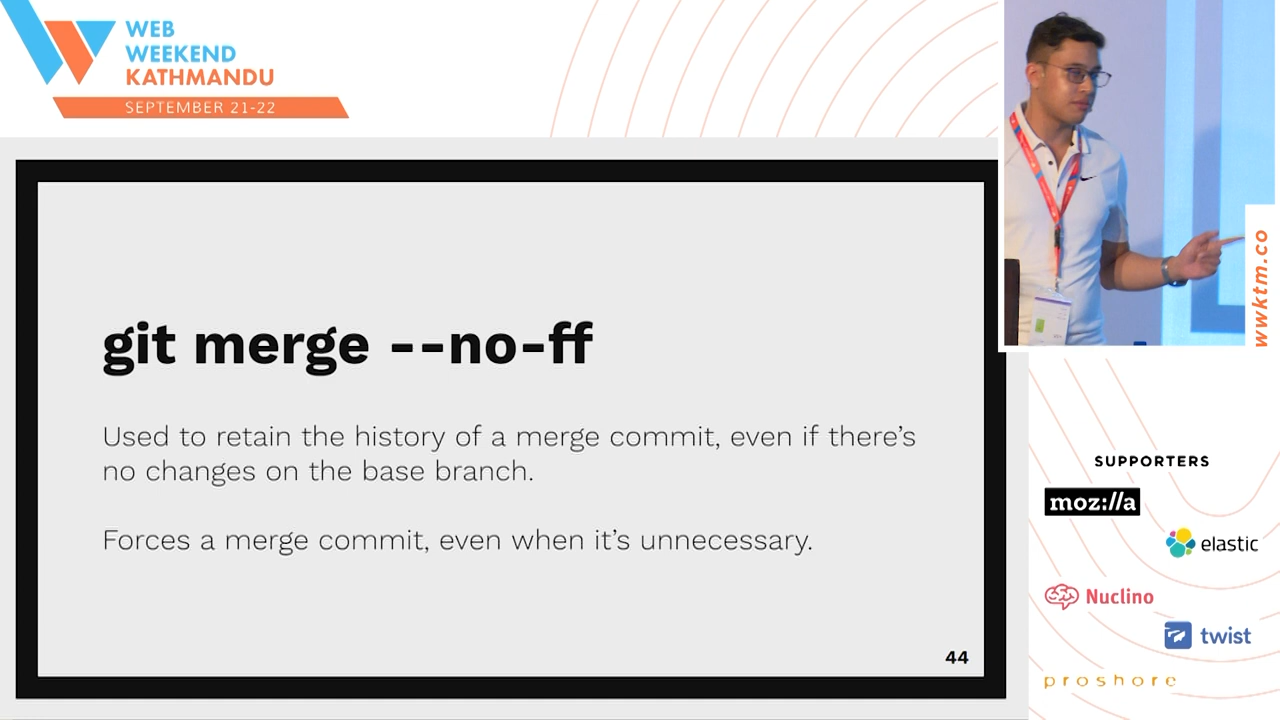 WEB
WEEKEND
KATHMANDU
SEPTEMBER 21-22
wwktm.co
git merge --no-ff
Used to retain the history of a merge commit, even if there’s
no changes on the base branch.
Forces a merge commit, even when it’s unnecessary.
44
SUPPORTERS
moz://a
elastic
Nuclino
twist
proshore